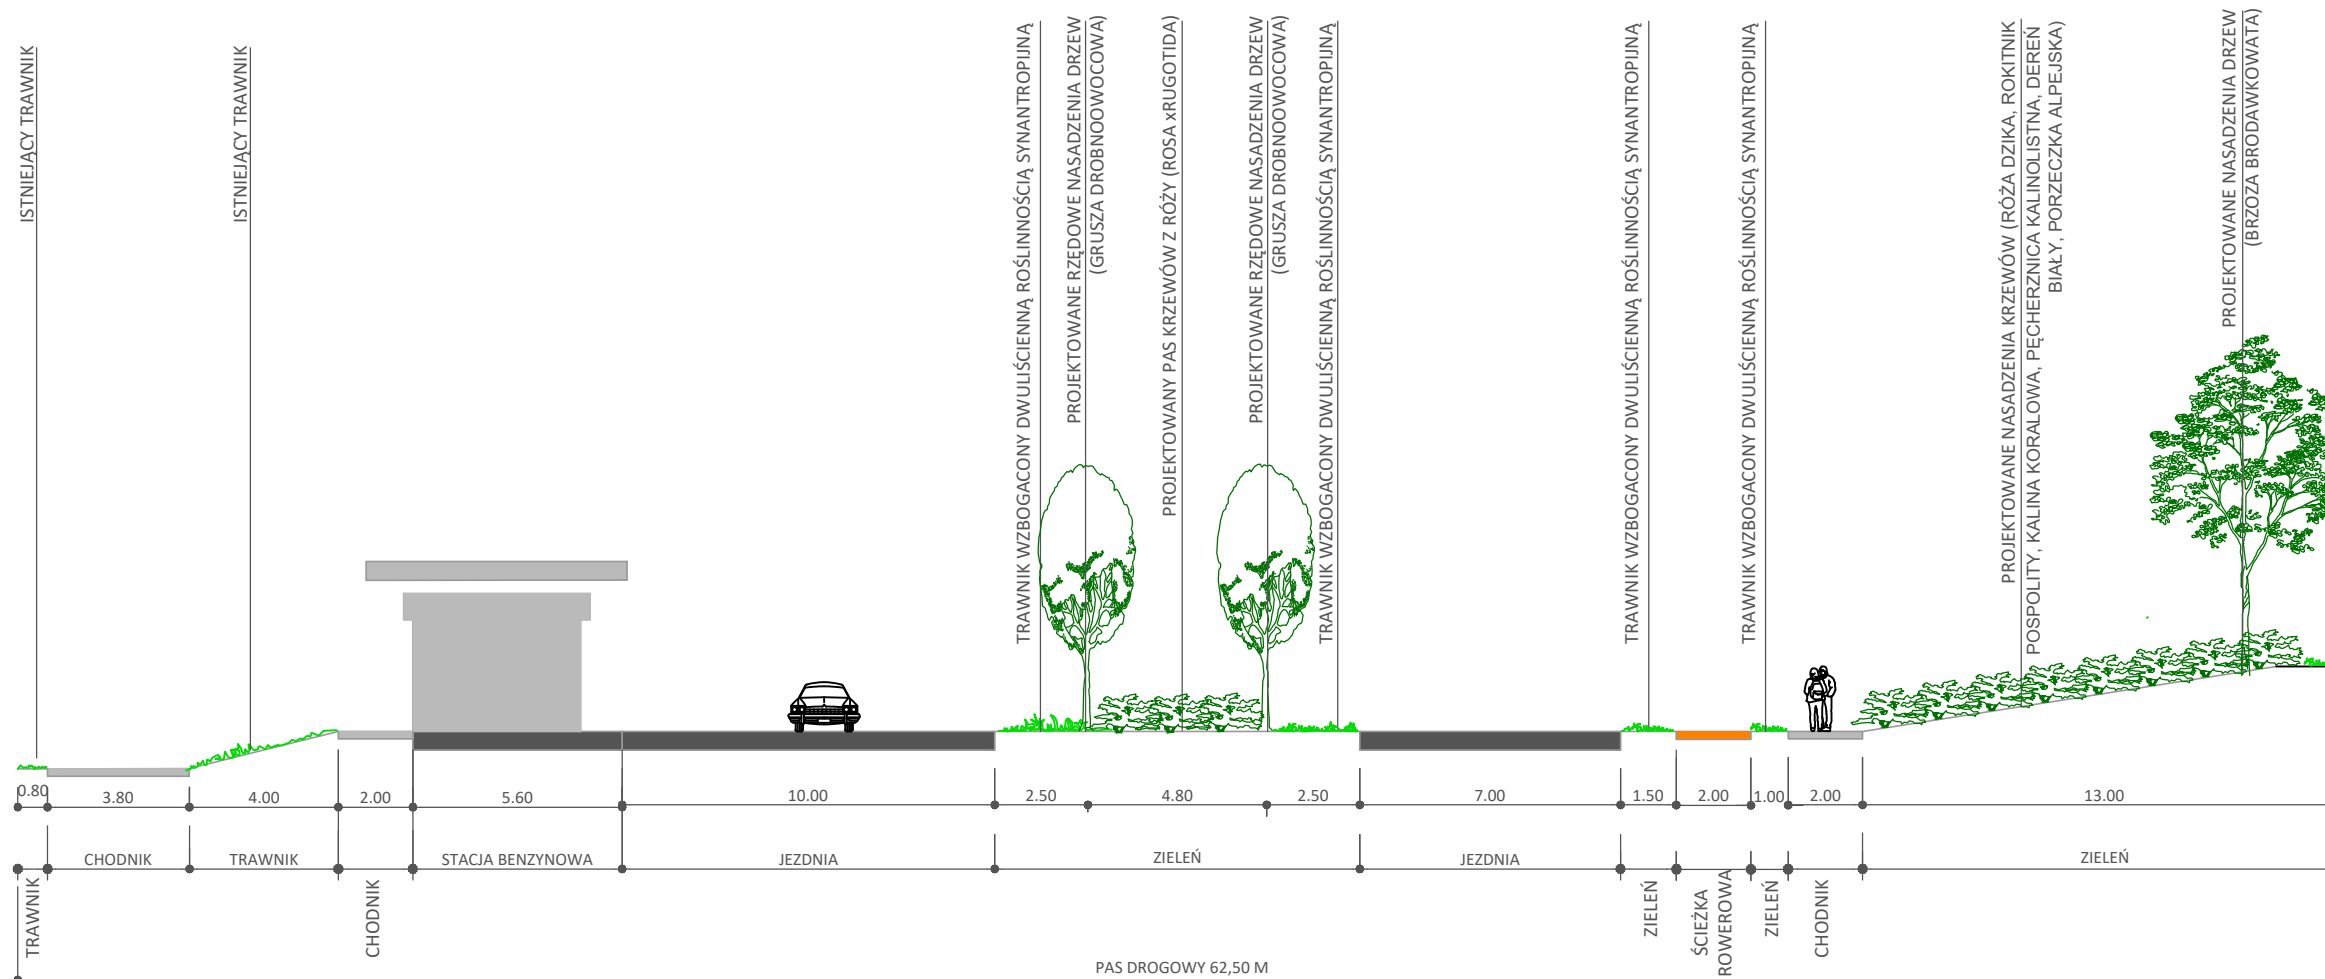 ISTNIEJĄCY TRAWNIK
ISTNIEJĄCY TRAWNIK
TRAWNIK WZBOGACONY DWULIŚCIENNĄ ROŚLINNOŚCIĄ SYNANTROPIJNĄ
PROJEKTOWANE RZĘDOWE NASADZENIA DRZEW
(GRUSZA DROBNOOWOCOWA)
PROJEKTOWANY PAS KRZEWÓW Z RÓŻY (ROSA xRUGOTIDA)
PROJEKTOWANE RZĘDOWE NASADZENIA DRZEW
(GRUSZA DROBNOOWOCOWA)
TRAWNIK WZBOGACONY DWULIŚCIENNĄ ROŚLINNOŚCIĄ SYNANTROPIJNĄ
TRAWNIK WZBOGACONY DWULIŚCIENNĄ ROŚLINNOŚCIĄ SYNANTROPIJNĄ
TRAWNIK WZBOGACONY DWULIŚCIENNĄ ROŚLINNOŚCIĄ SYNANTROPIJNĄ
PROJEKTOWANE NASADZENIA KRZEWÓW (RÓŻA DZIKA, ROKITNIK
POSPOLITY, KALINA KORALOWA, PĘCHERZNICA KALINOLISTNA, DEREŃ
BIAŁY, PORZECZKA ALPEJSKA)
PROJEKTOWANE NASADZENIA DRZEW
(BRZOZA BRODAWKOWATA)
0.80 3.80 4.00 2.00 5.60 10.00 2.50 4.80 2.50 7.00 1.50 2.00 1.00 2.00 13.00
CHODNIK TRAWNIK STACJA BENZYNOWA JEZDNIA ZIELEŃ JEZDNIA ZIELEŃ
TRAWNIK
CHODNIK
ZIELEŃ
ŚCIEŻKA
ROWEROWA
ZIELEŃ
CHODNIK
PAS DROGOWY 62,50 M